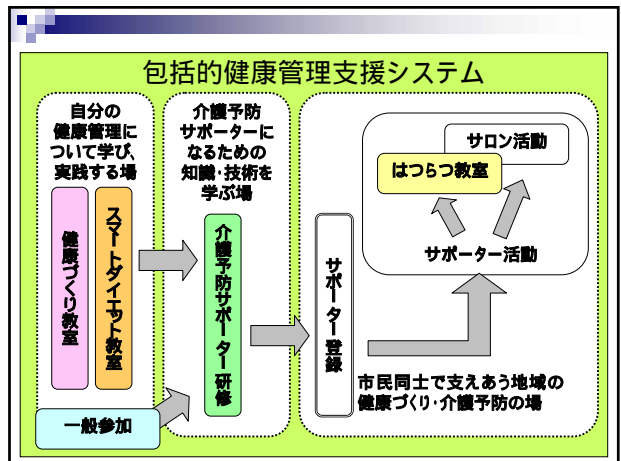 包括的健康管理支援システム
自分の
健康管理に
ついて学び、
実践する場
健康づくり教室
スマートダイエット教室
一般参加
介護予防
サポーターに
なるための
知識・技術を
学ぶ場
介護予防サポーター研修
サポーター登録
サロン活動
はつらつ教室
サポーター活動
市民同士で支えあう地域の
健康づくり・介護予防の場